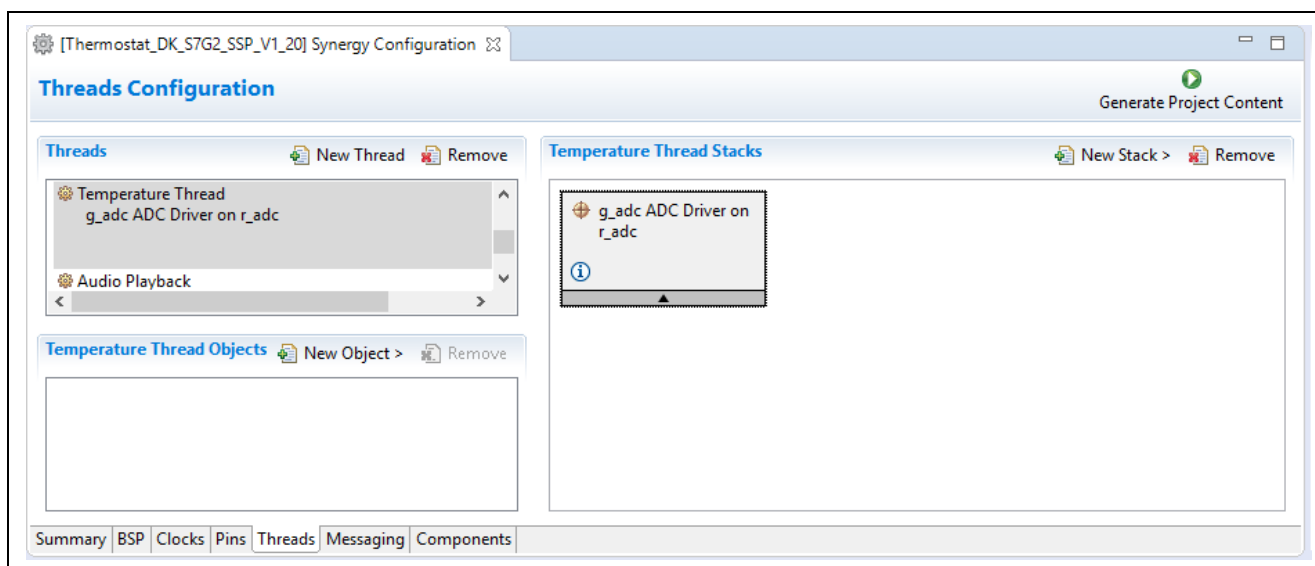 [Thermostat_DK_S7G2_SSP_V1_20] Synergy Configuration
Threads Configuration
Generate Project Content
Threads
New Thread
Remove
Temperature Thread
g_adc ADC Driver on r_adc
Audio Playback
Temperature Thread Objects
New Object >
Remove
Temperature Thread Stacks
New Stack >
Remove
g_adc ADC Driver on
r_adc
Summary
BSP
Clocks
Pins
Threads
Messaging
Components